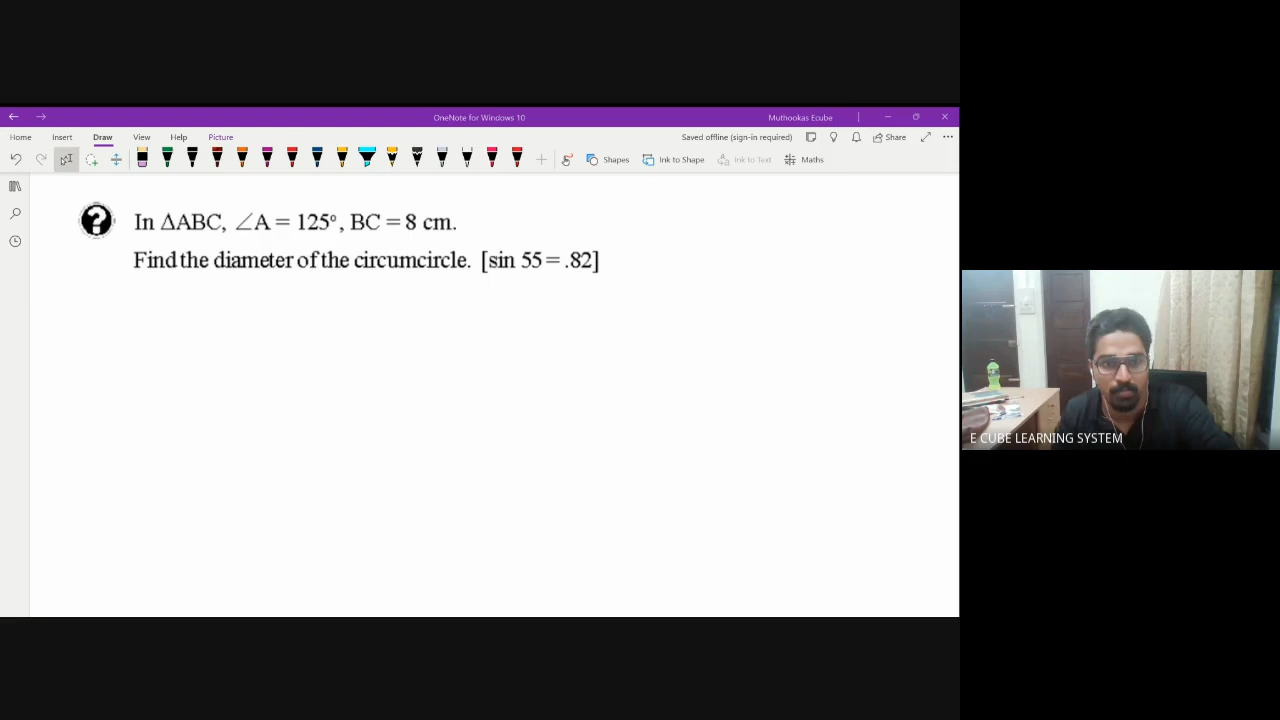 OneNote for Windows 10
Muthookas Ecube
Home Insert Draw View Help Picture
Saved offline (sign-in required)
Share
Shapes
Ink to Shape
Ink to Text
Maths
?
In ΔABC, ∠A = 125°, BC = 8 cm.
Find the diameter of the circumcircle. [sin 55 = .82]
E CUBE LEARNING SYSTEM